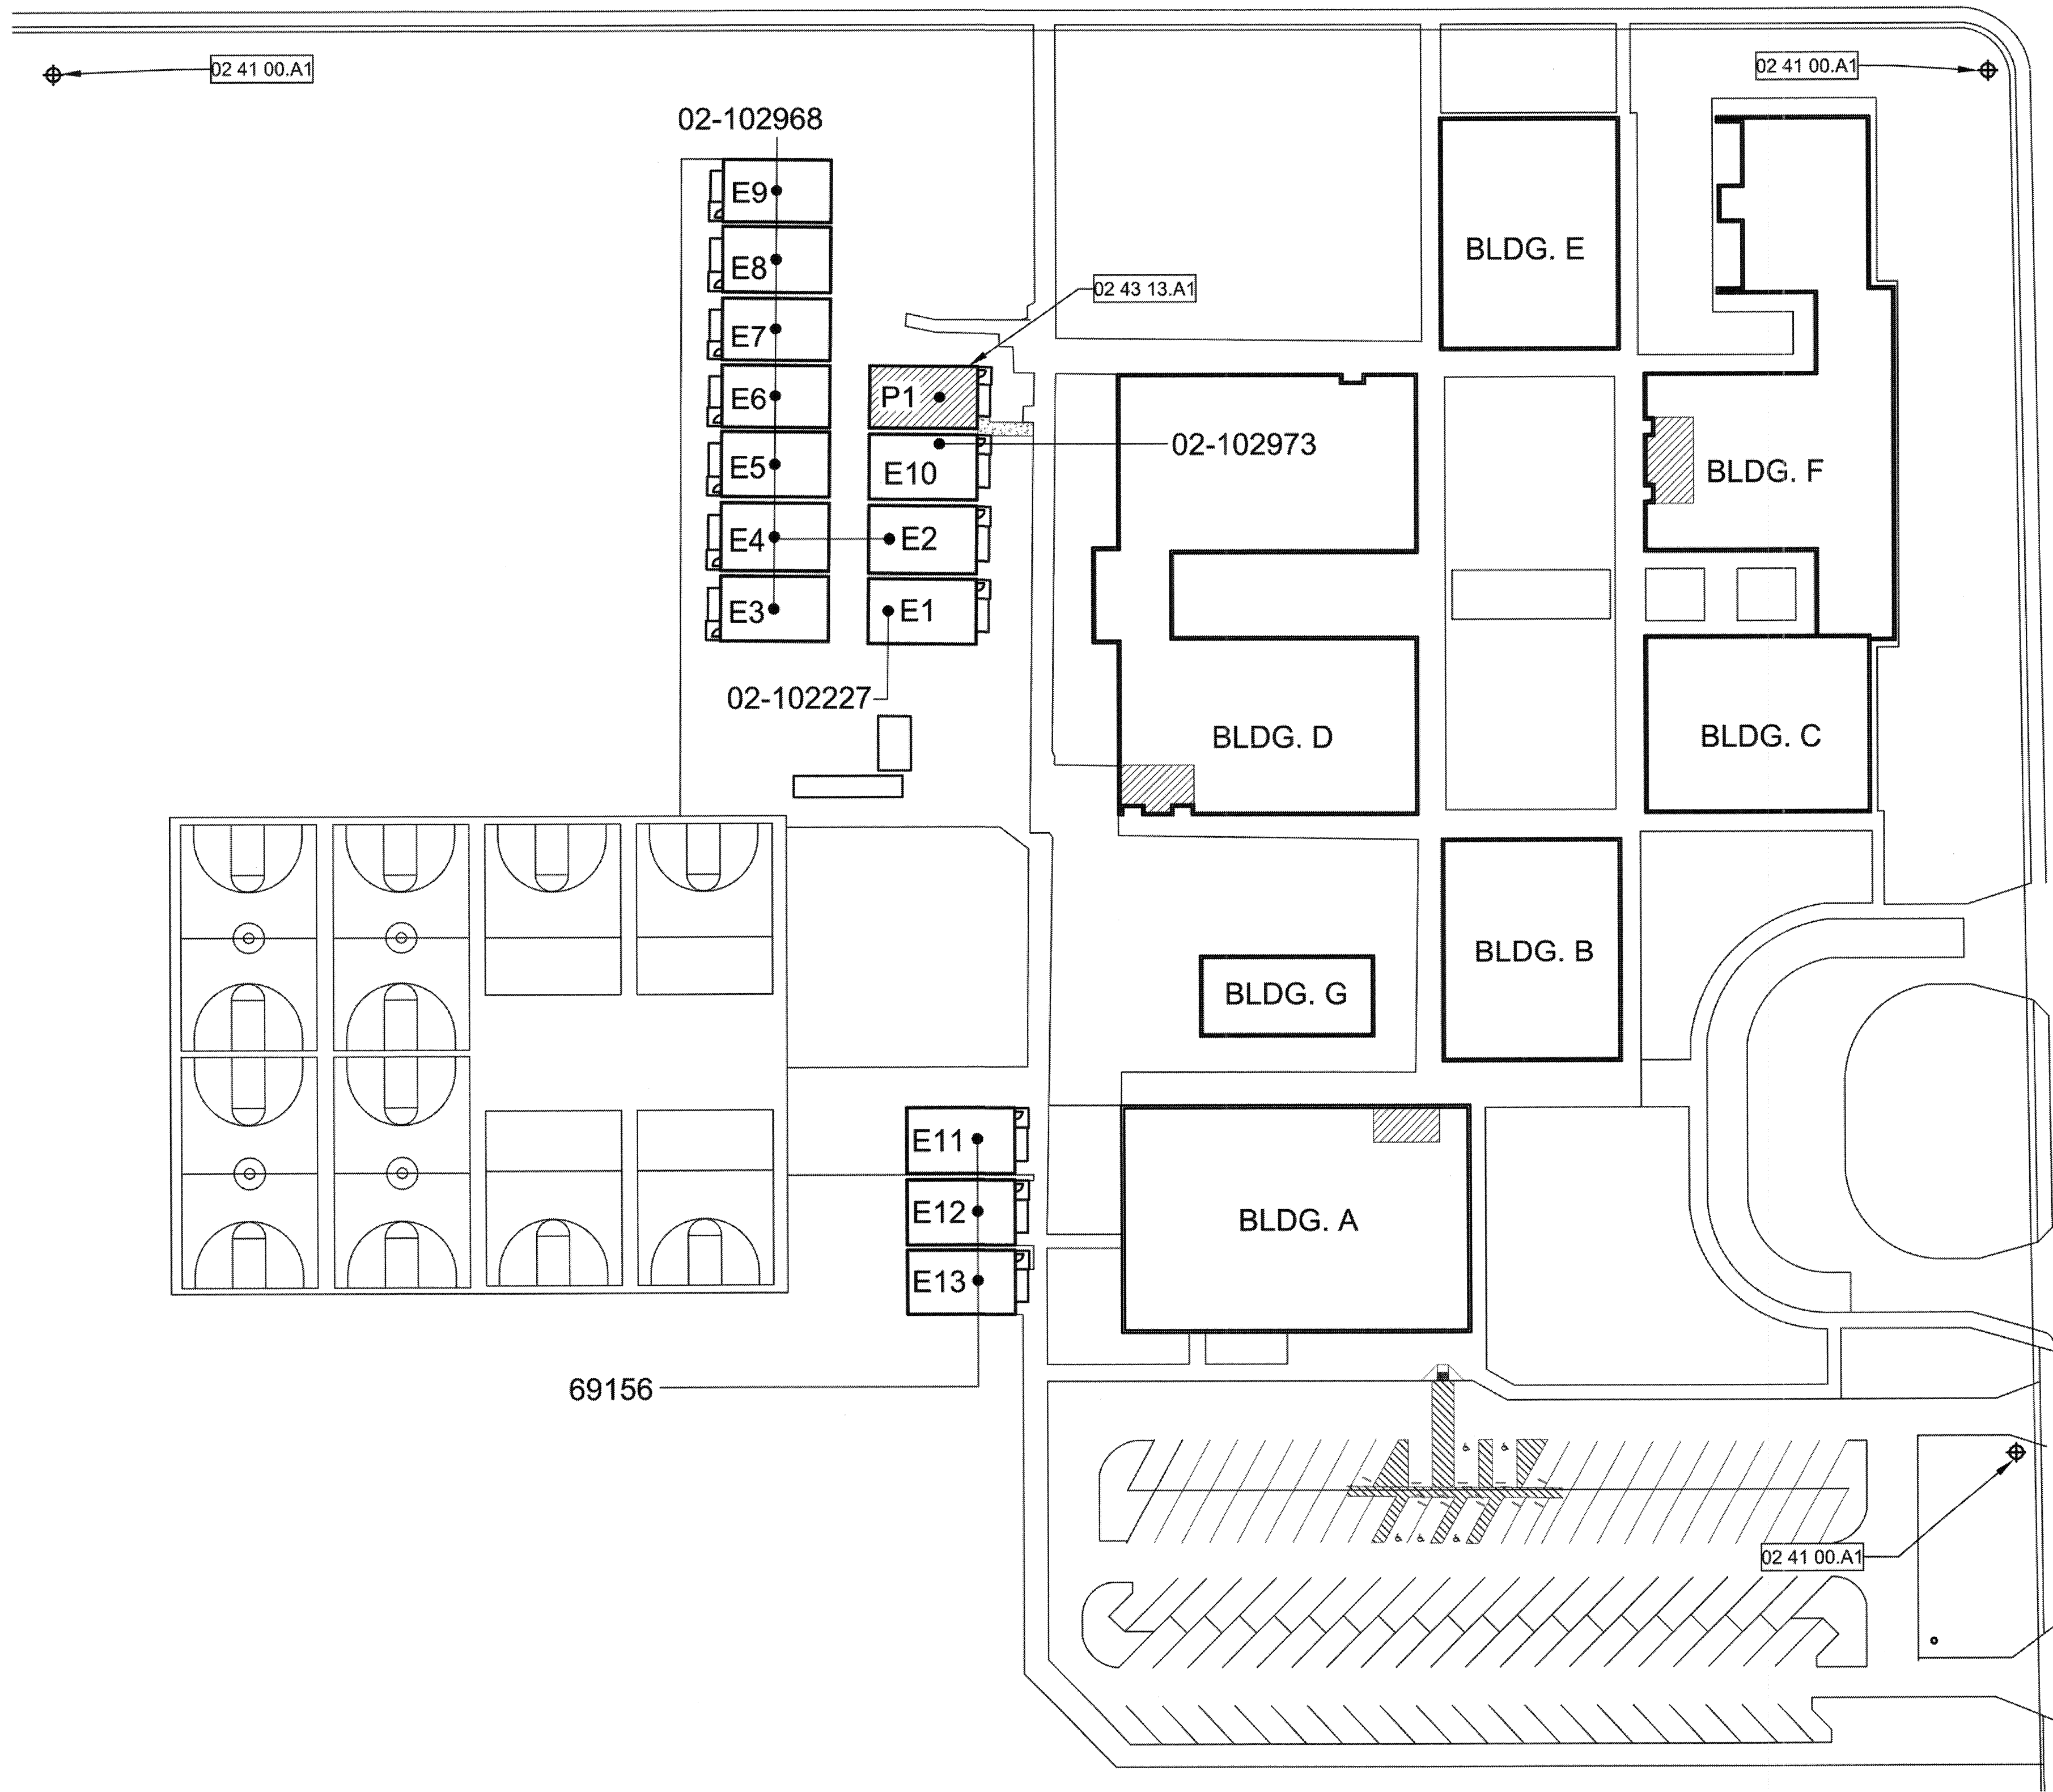 02 41 00.A1
02 41 00.A1
02-102968
E9
E8
BLDG. E
02 43 13.A1
E7
E6
P1
E5
E10
02-102973
BLDG. F
E4
E2
E3
E1
02-102227
BLDG. D
BLDG. C
BLDG. B
BLDG. G
E11
E12
BLDG. A
E13
69156
02 41 00.A1